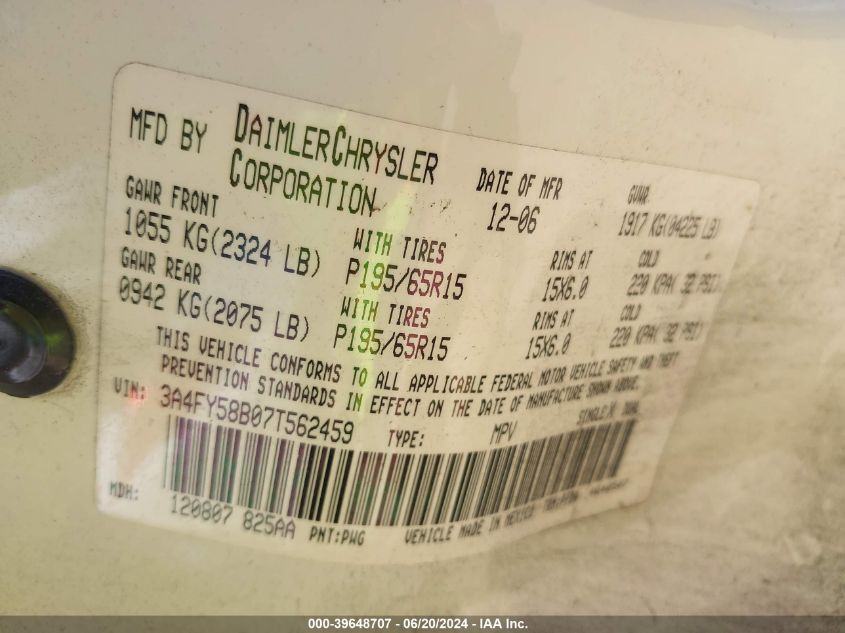 MFD BY DAIMLERCHRYSLER CORPORATION
DATE OF MFR 12-06
GVWR 1917 KG(04225 LB)
GAWR FRONT WITH TIRES RIMS AT COLD
1055 KG(2324 LB) P195/65R15 15X6.0 220 KPA( 32 PSI)
GAWR REAR WITH TIRES RIMS AT COLD
0942 KG(2075 LB) P195/65R15 15X6.0 220 KPA( 32 PSI)
THIS VEHICLE CONFORMS TO ALL APPLICABLE FEDERAL MOTOR VEHICLE SAFETY AND THEFT
PREVENTION STANDARDS IN EFFECT ON THE DATE OF MANUFACTURE SHOWN ABOVE.
VIN: 3A4FY58B07T562459 TYPE: MPV SINGLE X DUAL
MDH: 120807 825AA PNT:PWG VEHICLE MADE IN MEXICO
000-39648707 - 06/20/2024 - IAA Inc.